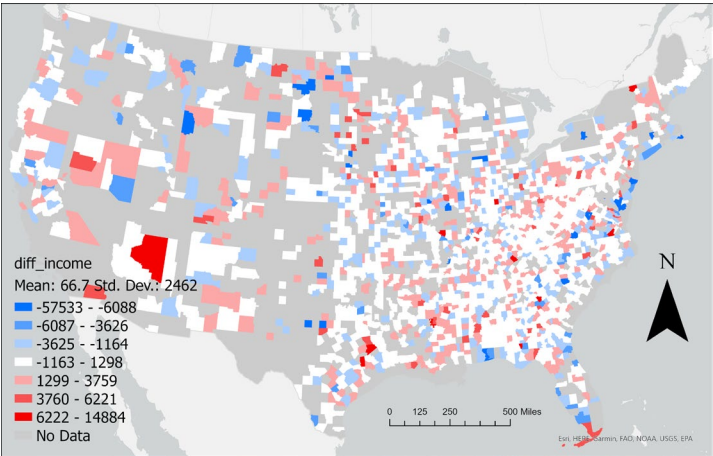 diff_income
Mean: 66.7 Std. Dev.: 2462
-57533 - -6088
-6087 - -3626
-3625 - -1164
-1163 - 1298
1299 - 3759
3760 - 6221
6222 - 14884
No Data
N
0 125 250 500 Miles
Esri, HERE, Garmin, FAO, NOAA, USGS, EPA